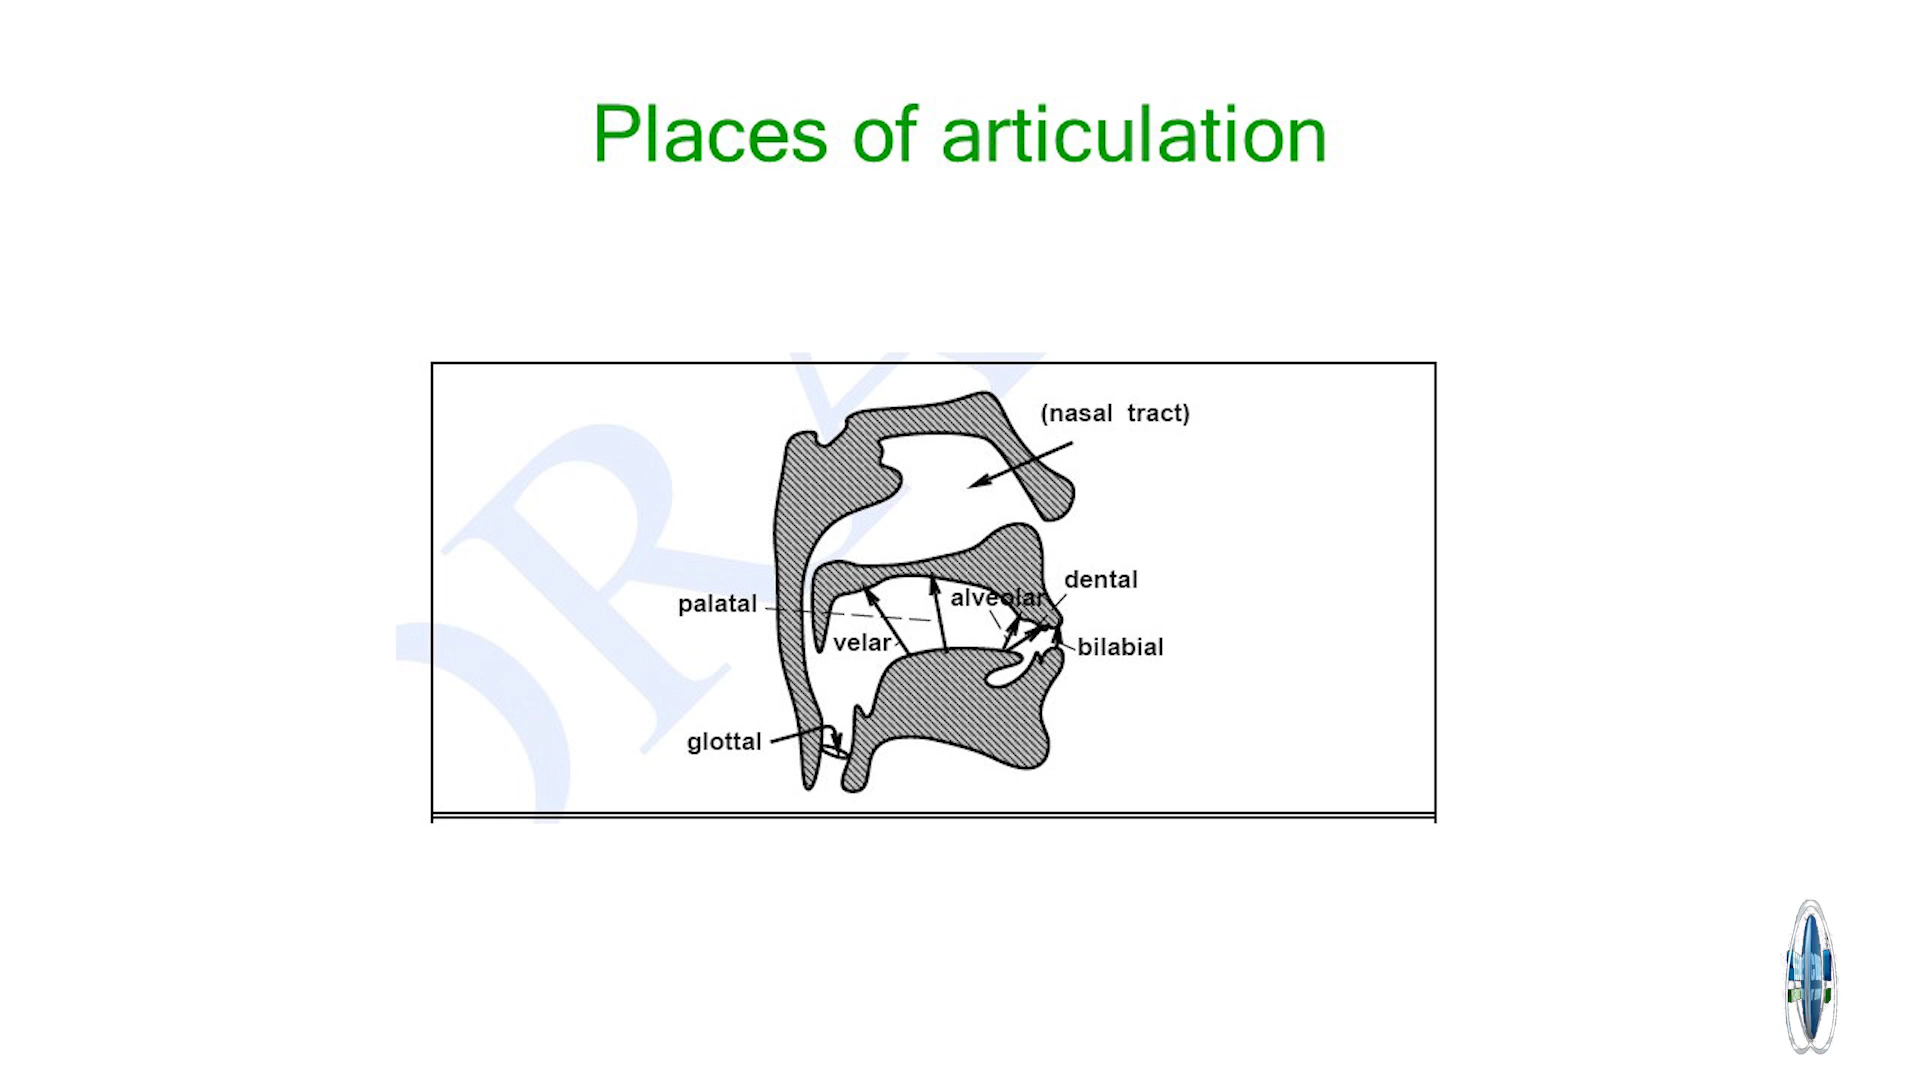 Places of articulation
(nasal tract)
dental
alveolar
palatal
velar
bilabial
glottal